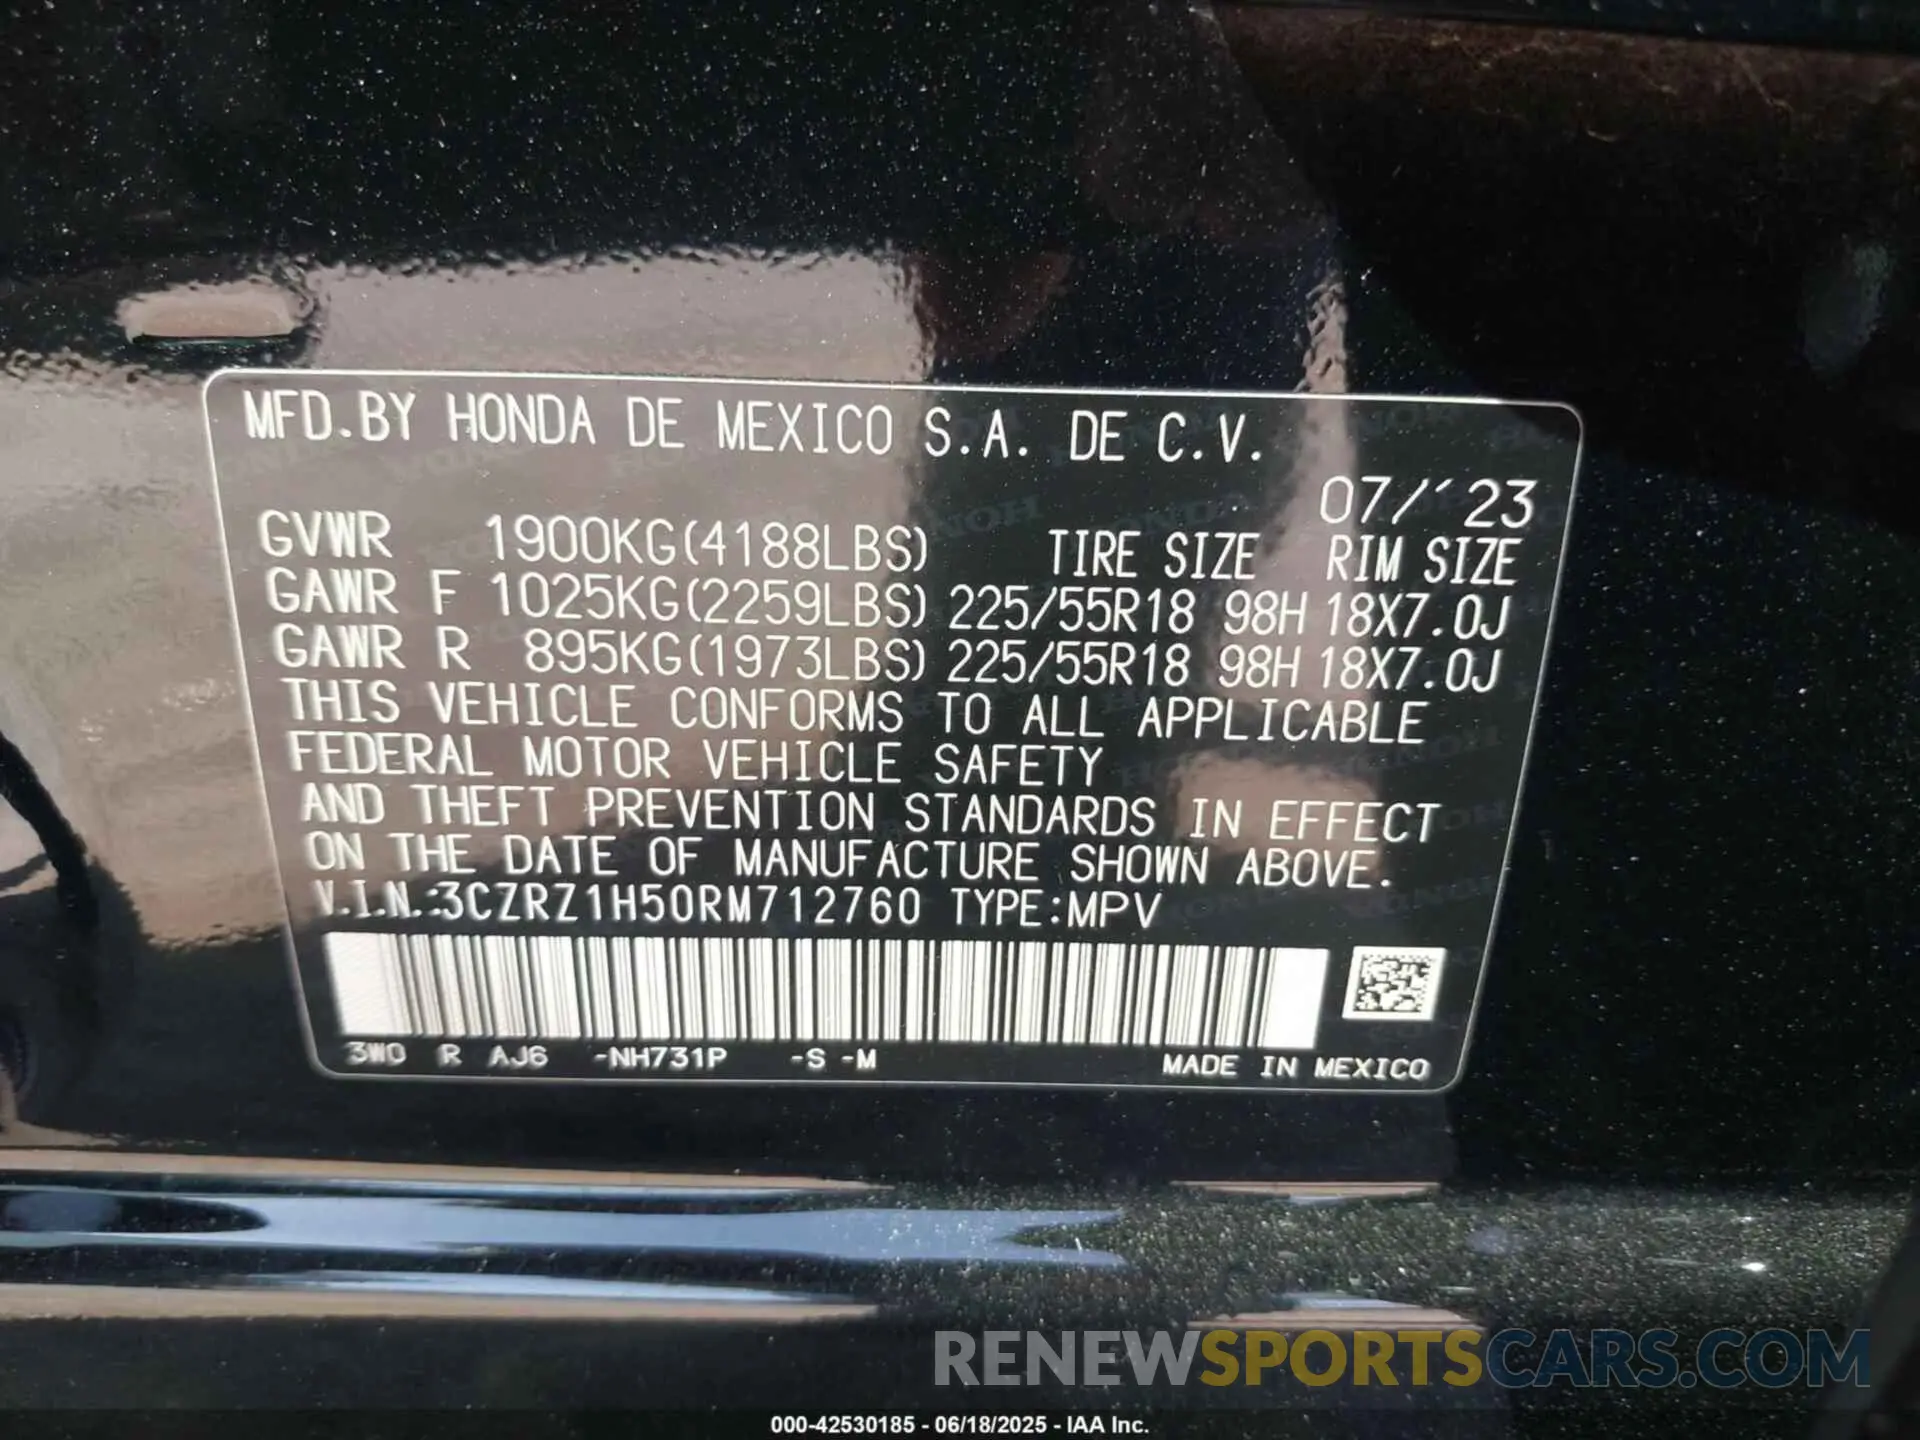 MFD.BY HONDA DE MEXICO S.A. DE C.V.
07/'23
GVWR 1900KG(4188LBS) TIRE SIZE RIM SIZE
GAWR F 1025KG(2259LBS) 225/55R18 98H 18X7.0J
GAWR R 895KG(1973LBS) 225/55R18 98H 18X7.0J
THIS VEHICLE CONFORMS TO ALL APPLICABLE
FEDERAL MOTOR VEHICLE SAFETY
AND THEFT PREVENTION STANDARDS IN EFFECT
ON THE DATE OF MANUFACTURE SHOWN ABOVE.
V.I.N.:3CZRZ1H50RM712760 TYPE:MPV
3W0 R AJ6 -NH731P -S -M MADE IN MEXICO
RENEWSPORTSCARS.COM
000-42530185 - 06/18/2025 - IAA Inc.